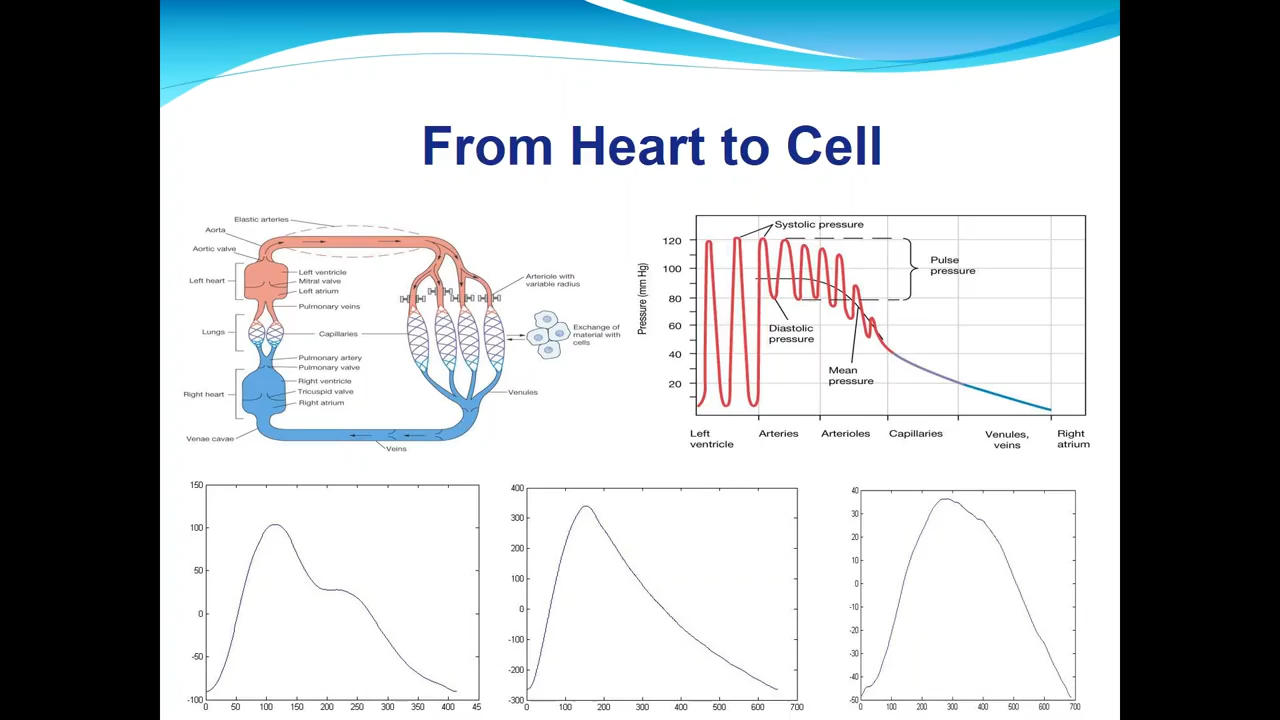 From Heart to Cell
Elastic arteries
Aorta
Aortic valve
Left heart
Left ventricle
Mitral valve
Left atrium
Pulmonary veins
Lungs
Capillaries
Pulmonary artery
Pulmonary valve
Right heart
Right ventricle
Tricuspid valve
Right atrium
Venae cavae
Veins
Venules
Arteriole with
variable radius
Exchange of
material with
cells
Pressure (mm Hg)
120
100
80
60
40
20
Systolic pressure
Pulse
pressure
Diastolic
pressure
Mean
pressure
Left
ventricle
Arteries
Arterioles
Capillaries
Venules,
veins
Right
atrium
150
100
50
0
-50
-100
0 50 100 150 200 250 300 350 400 45
400
300
200
100
0
-100
-200
-300
0 100 200 300 400 500 600 700
40
30
20
10
0
-10
-20
-30
-40
-50
0 100 200 300 400 500 600 700